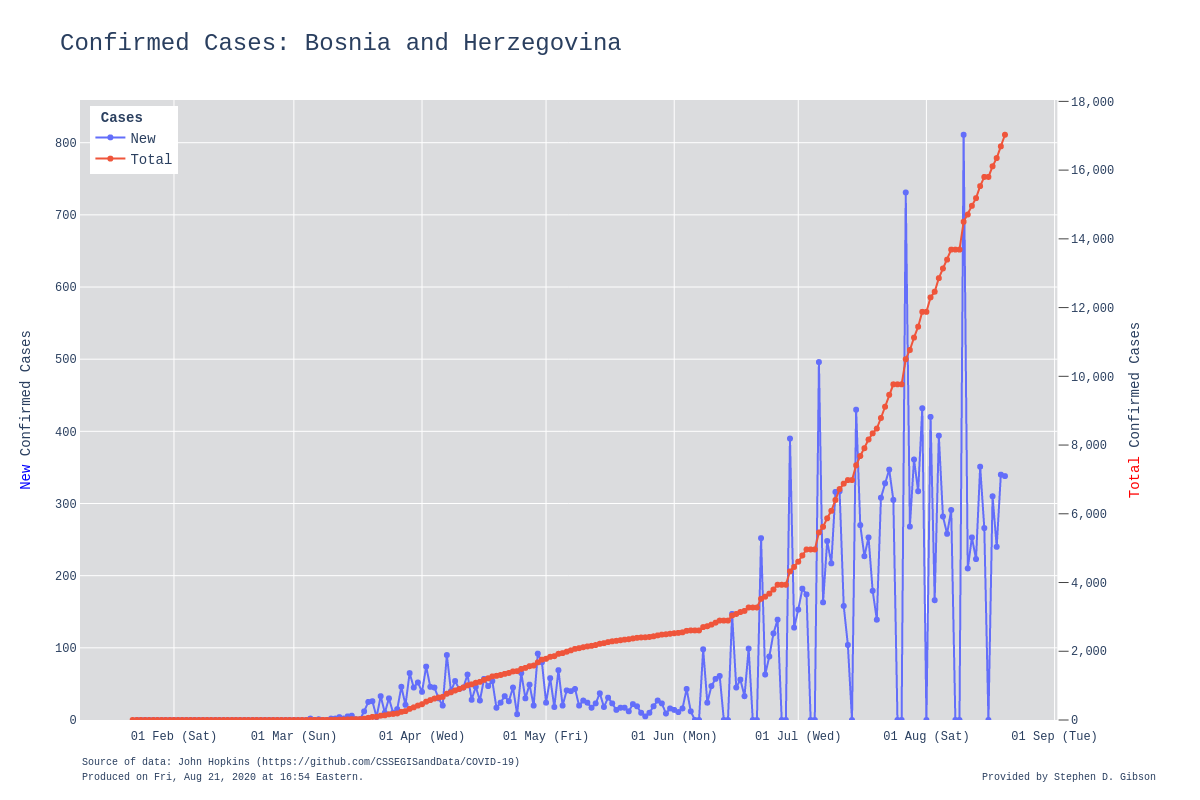 Confirmed Cases: Bosnia and Herzegovina
Cases
New
Total
800
700
600
500
400
300
200
100
0
18,000
16,000
14,000
12,000
10,000
8,000
6,000
4,000
2,000
0
New Confirmed Cases
Total Confirmed Cases
01 Feb (Sat)
01 Mar (Sun)
01 Apr (Wed)
01 May (Fri)
01 Jun (Mon)
01 Jul (Wed)
01 Aug (Sat)
01 Sep (Tue)
Source of data: John Hopkins (https://github.com/CSSEGISandData/COVID-19)
Produced on Fri, Aug 21, 2020 at 16:54 Eastern.
Provided by Stephen D. Gibson